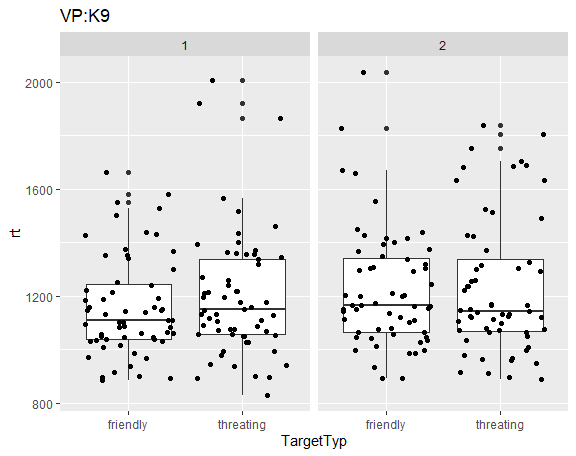 VP:K9
1 2
rt
2000
1600
1200
800
friendly threating friendly threating
TargetTyp